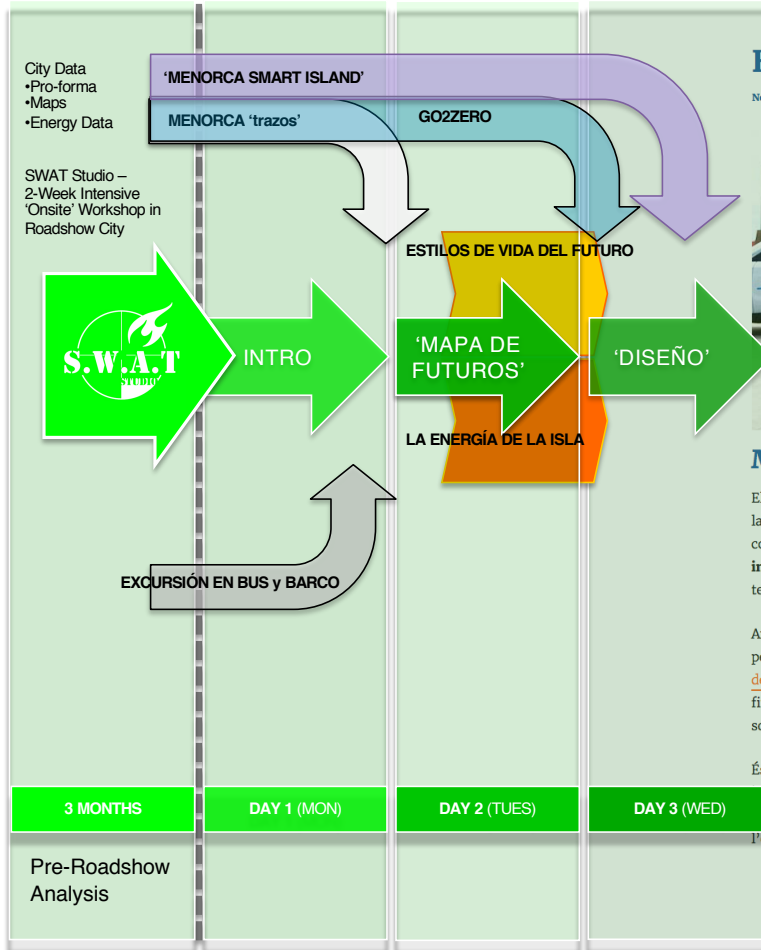 City Data
•Pro-forma
•Maps
•Energy Data
SWAT Studio –
2-Week Intensive
‘Onsite’ Workshop in
Roadshow City
‘MENORCA SMART ISLAND’
MENORCA ‘trazos’
GO2ZERO
ESTILOS DE VIDA DEL FUTURO
S.W.A.T
STUDIO
INTRO
‘MAPA DE
FUTUROS’
‘DISEÑO’
LA ENERGÍA DE LA ISLA
EXCURSIÓN EN BUS y BARCO
3 MONTHS
DAY 1 (MON)
DAY 2 (TUES)
DAY 3 (WED)
Pre-Roadshow
Analysis